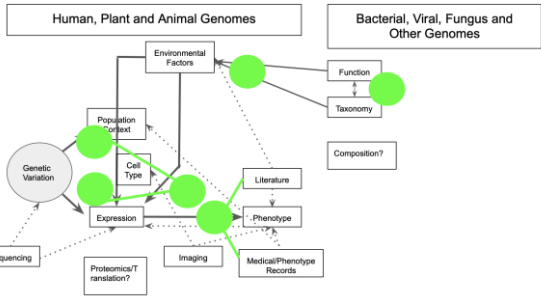 Human, Plant and Animal Genomes
Bacterial, Viral, Fungus and
Other Genomes
Environmental
Factors
Function
Taxonomy
Population
Context
Composition?
Genetic
Variation
Cell
Type
Literature
Expression
Phenotype
quencing
Imaging
Medical/Phenotype
Records
Proteomics/T
ranslation?